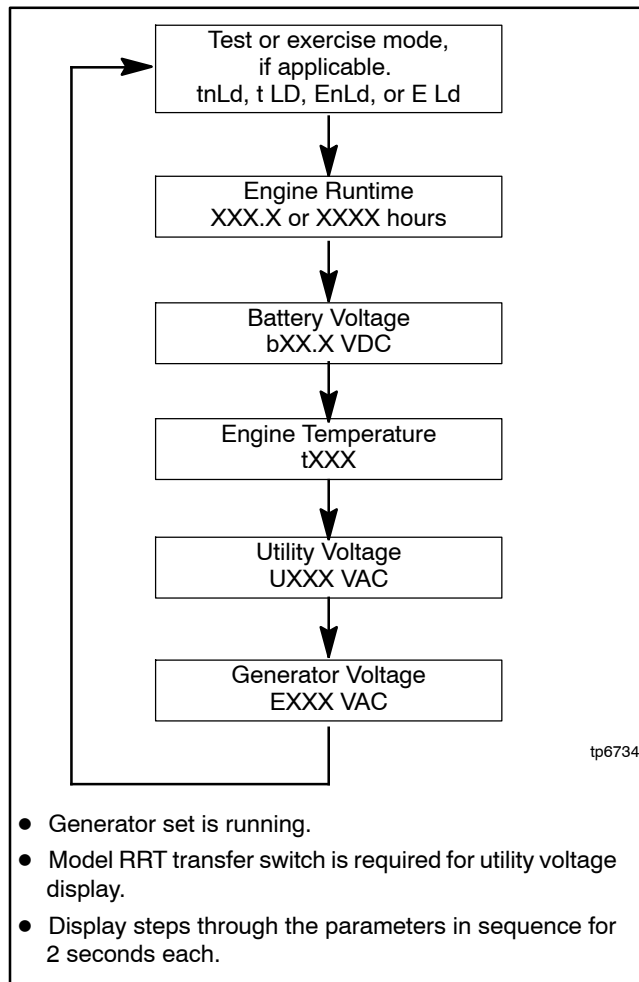 Test or exercise mode,
if applicable.
tnLd, t LD, EnLd, or E Ld
Engine Runtime
XXX.X or XXXX hours
Battery Voltage
bXX.X VDC
Engine Temperature
tXXX
Utility Voltage
UXXX VAC
Generator Voltage
EXXX VAC
tp6734
● Generator set is running.
● Model RRT transfer switch is required for utility voltage
display.
● Display steps through the parameters in sequence for
2 seconds each.